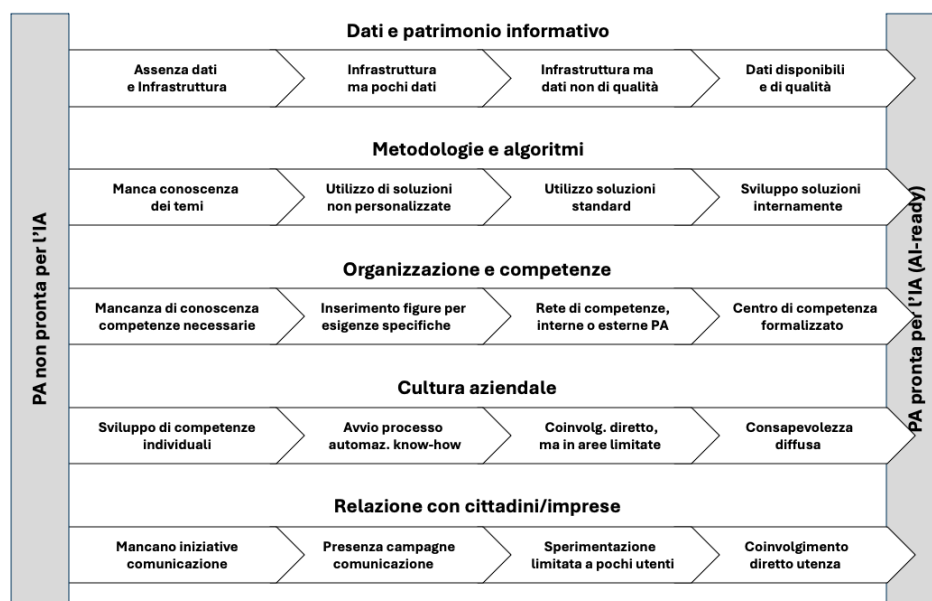 PA non pronta per l'IA
Dati e patrimonio informativo
Assenza dati
e Infrastruttura
Infrastruttura
ma pochi dati
Infrastruttura ma
dati non di qualità
Dati disponibili
e di qualità
Metodologie e algoritmi
Manca conoscenza
dei temi
Utilizzo di soluzioni
non personalizzate
Utilizzo soluzioni
standard
Sviluppo soluzioni
internamente
Organizzazione e competenze
Mancanza di conoscenza
competenze necessarie
Inserimento figure per
esigenze specifiche
Rete di competenze,
interne o esterne PA
Centro di competenza
formalizzato
Cultura aziendale
Sviluppo di competenze
individuali
Avvio processo
automaz. know-how
Coinvolg. diretto,
ma in aree limitate
Consapevolezza
diffusa
Relazione con cittadini/imprese
Mancano iniziative
comunicazione
Presenza campagne
comunicazione
Sperimentazione
limitata a pochi utenti
Coinvolgimento
diretto utenza
PA pronta per l'IA (AI-ready)